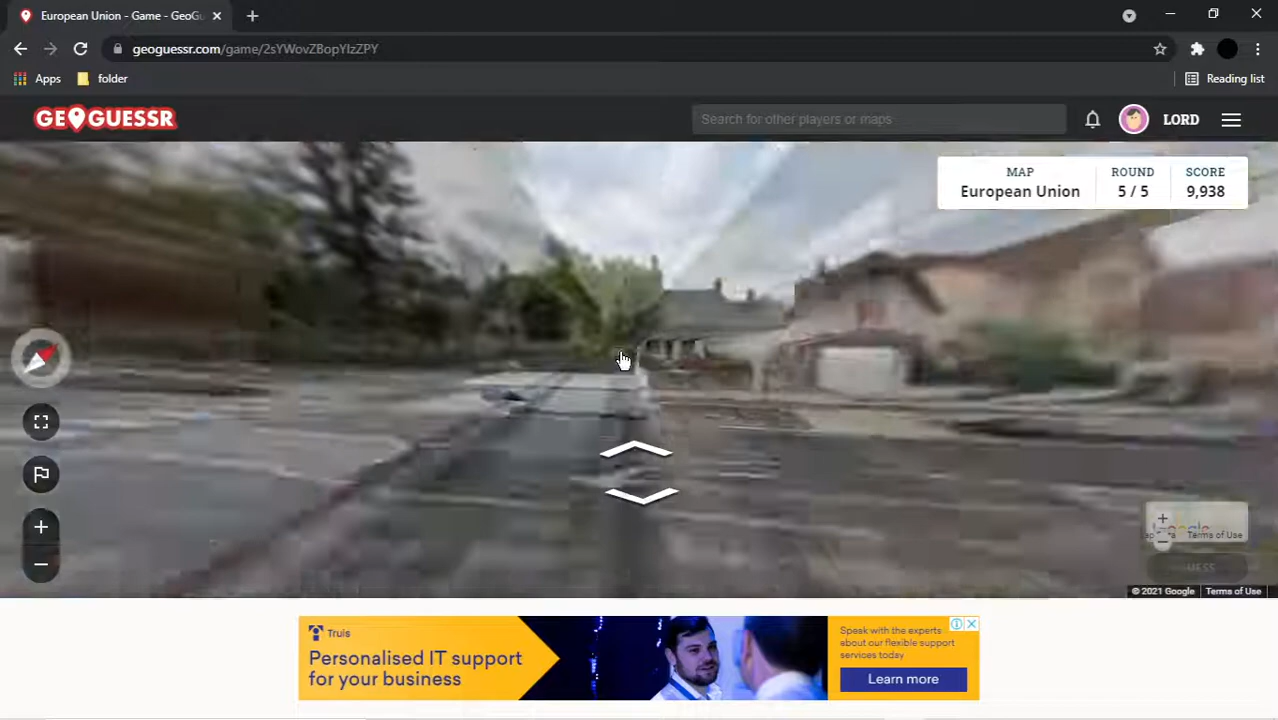 European Union - Game - GeoGu
geoguessr.com/game/2sYWovZBopYIzZPY
Apps
folder
Reading list
GEOGUESSR
Search for other players or maps
LORD
MAP
ROUND
SCORE
European Union
5 / 5
9,938
Google
Terms of Use
GUESS
© 2021 Google
Terms of Use
Truis
Personalised IT support
for your business
Speak with the experts
about our flexible support
services today
Learn more